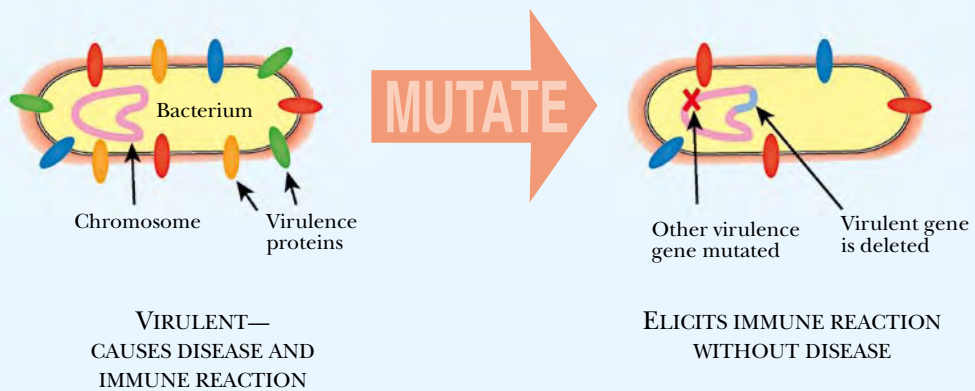 Bacterium
Chromosome
Virulence
proteins
VIRULENT—
CAUSES DISEASE AND
IMMUNE REACTION
MUTATE
Other virulence
gene mutated
Virulent gene
is deleted
ELICITS IMMUNE REACTION
WITHOUT DISEASE